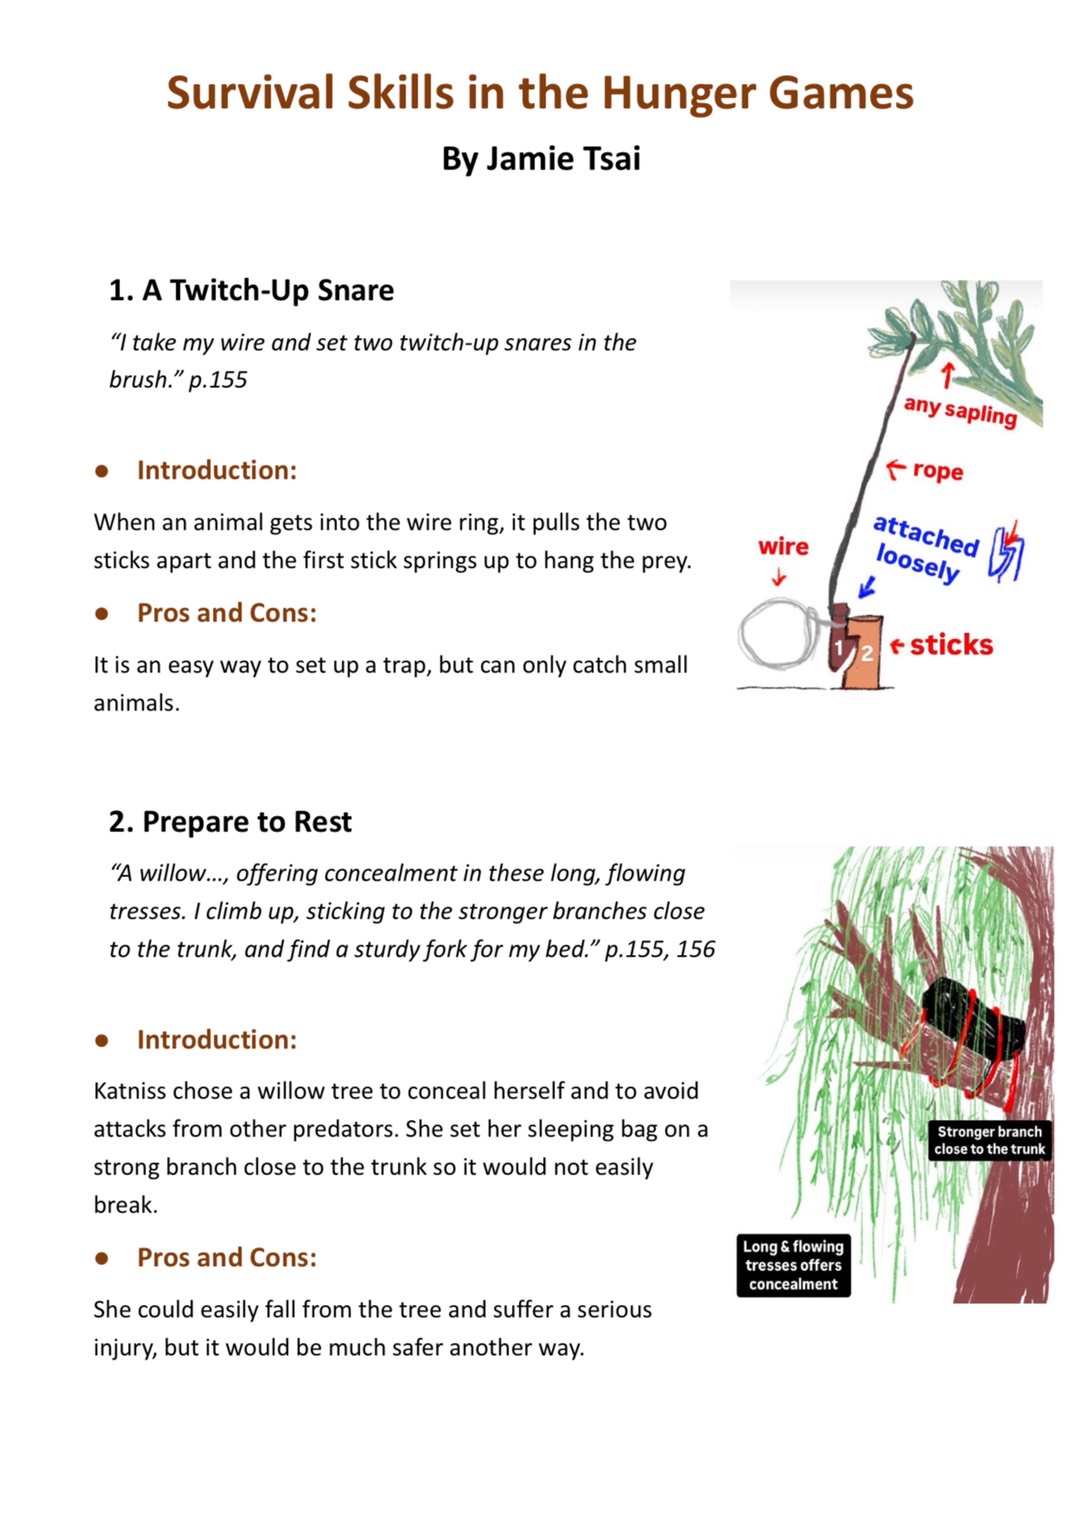 Survival Skills in the Hunger Games
By Jamie Tsai
1. A Twitch-Up Snare
“I take my wire and set two twitch-up snares in the
brush.” p.155
● Introduction:
When an animal gets into the wire ring, it pulls the two
sticks apart and the first stick springs up to hang the prey.
● Pros and Cons:
It is an easy way to set up a trap, but can only catch small
animals.
any sapling
rope
attached
loosely
wire
1
2
sticks
2. Prepare to Rest
“A willow…, offering concealment in these long, flowing
tresses. I climb up, sticking to the stronger branches close
to the trunk, and find a sturdy fork for my bed.” p.155, 156
● Introduction:
Katniss chose a willow tree to conceal herself and to avoid
attacks from other predators. She set her sleeping bag on a
strong branch close to the trunk so it would not easily
break.
● Pros and Cons:
She could easily fall from the tree and suffer a serious
injury, but it would be much safer another way.
Stronger branch
close to the trunk
Long & flowing
tresses offers
concealment